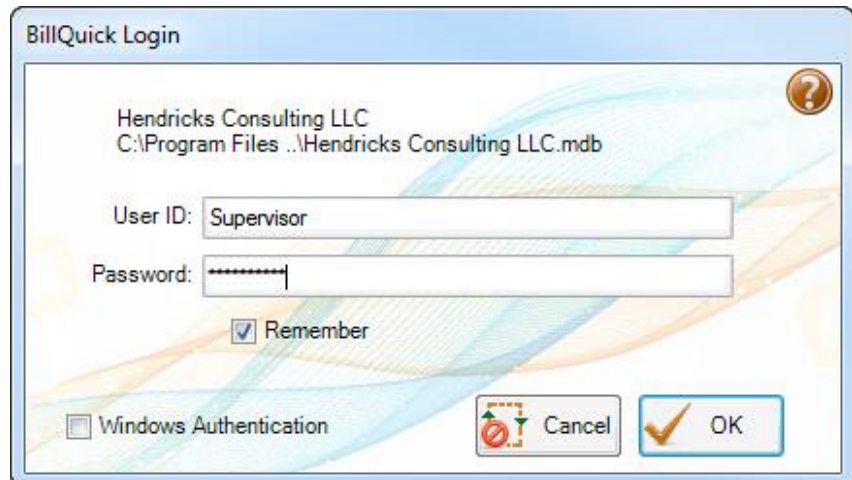 BillQuick Login
?
Hendricks Consulting LLC
C:\Program Files ..\Hendricks Consulting LLC.mdb
User ID: Supervisor
Password: **********
Remember
Windows Authentication
Cancel
OK